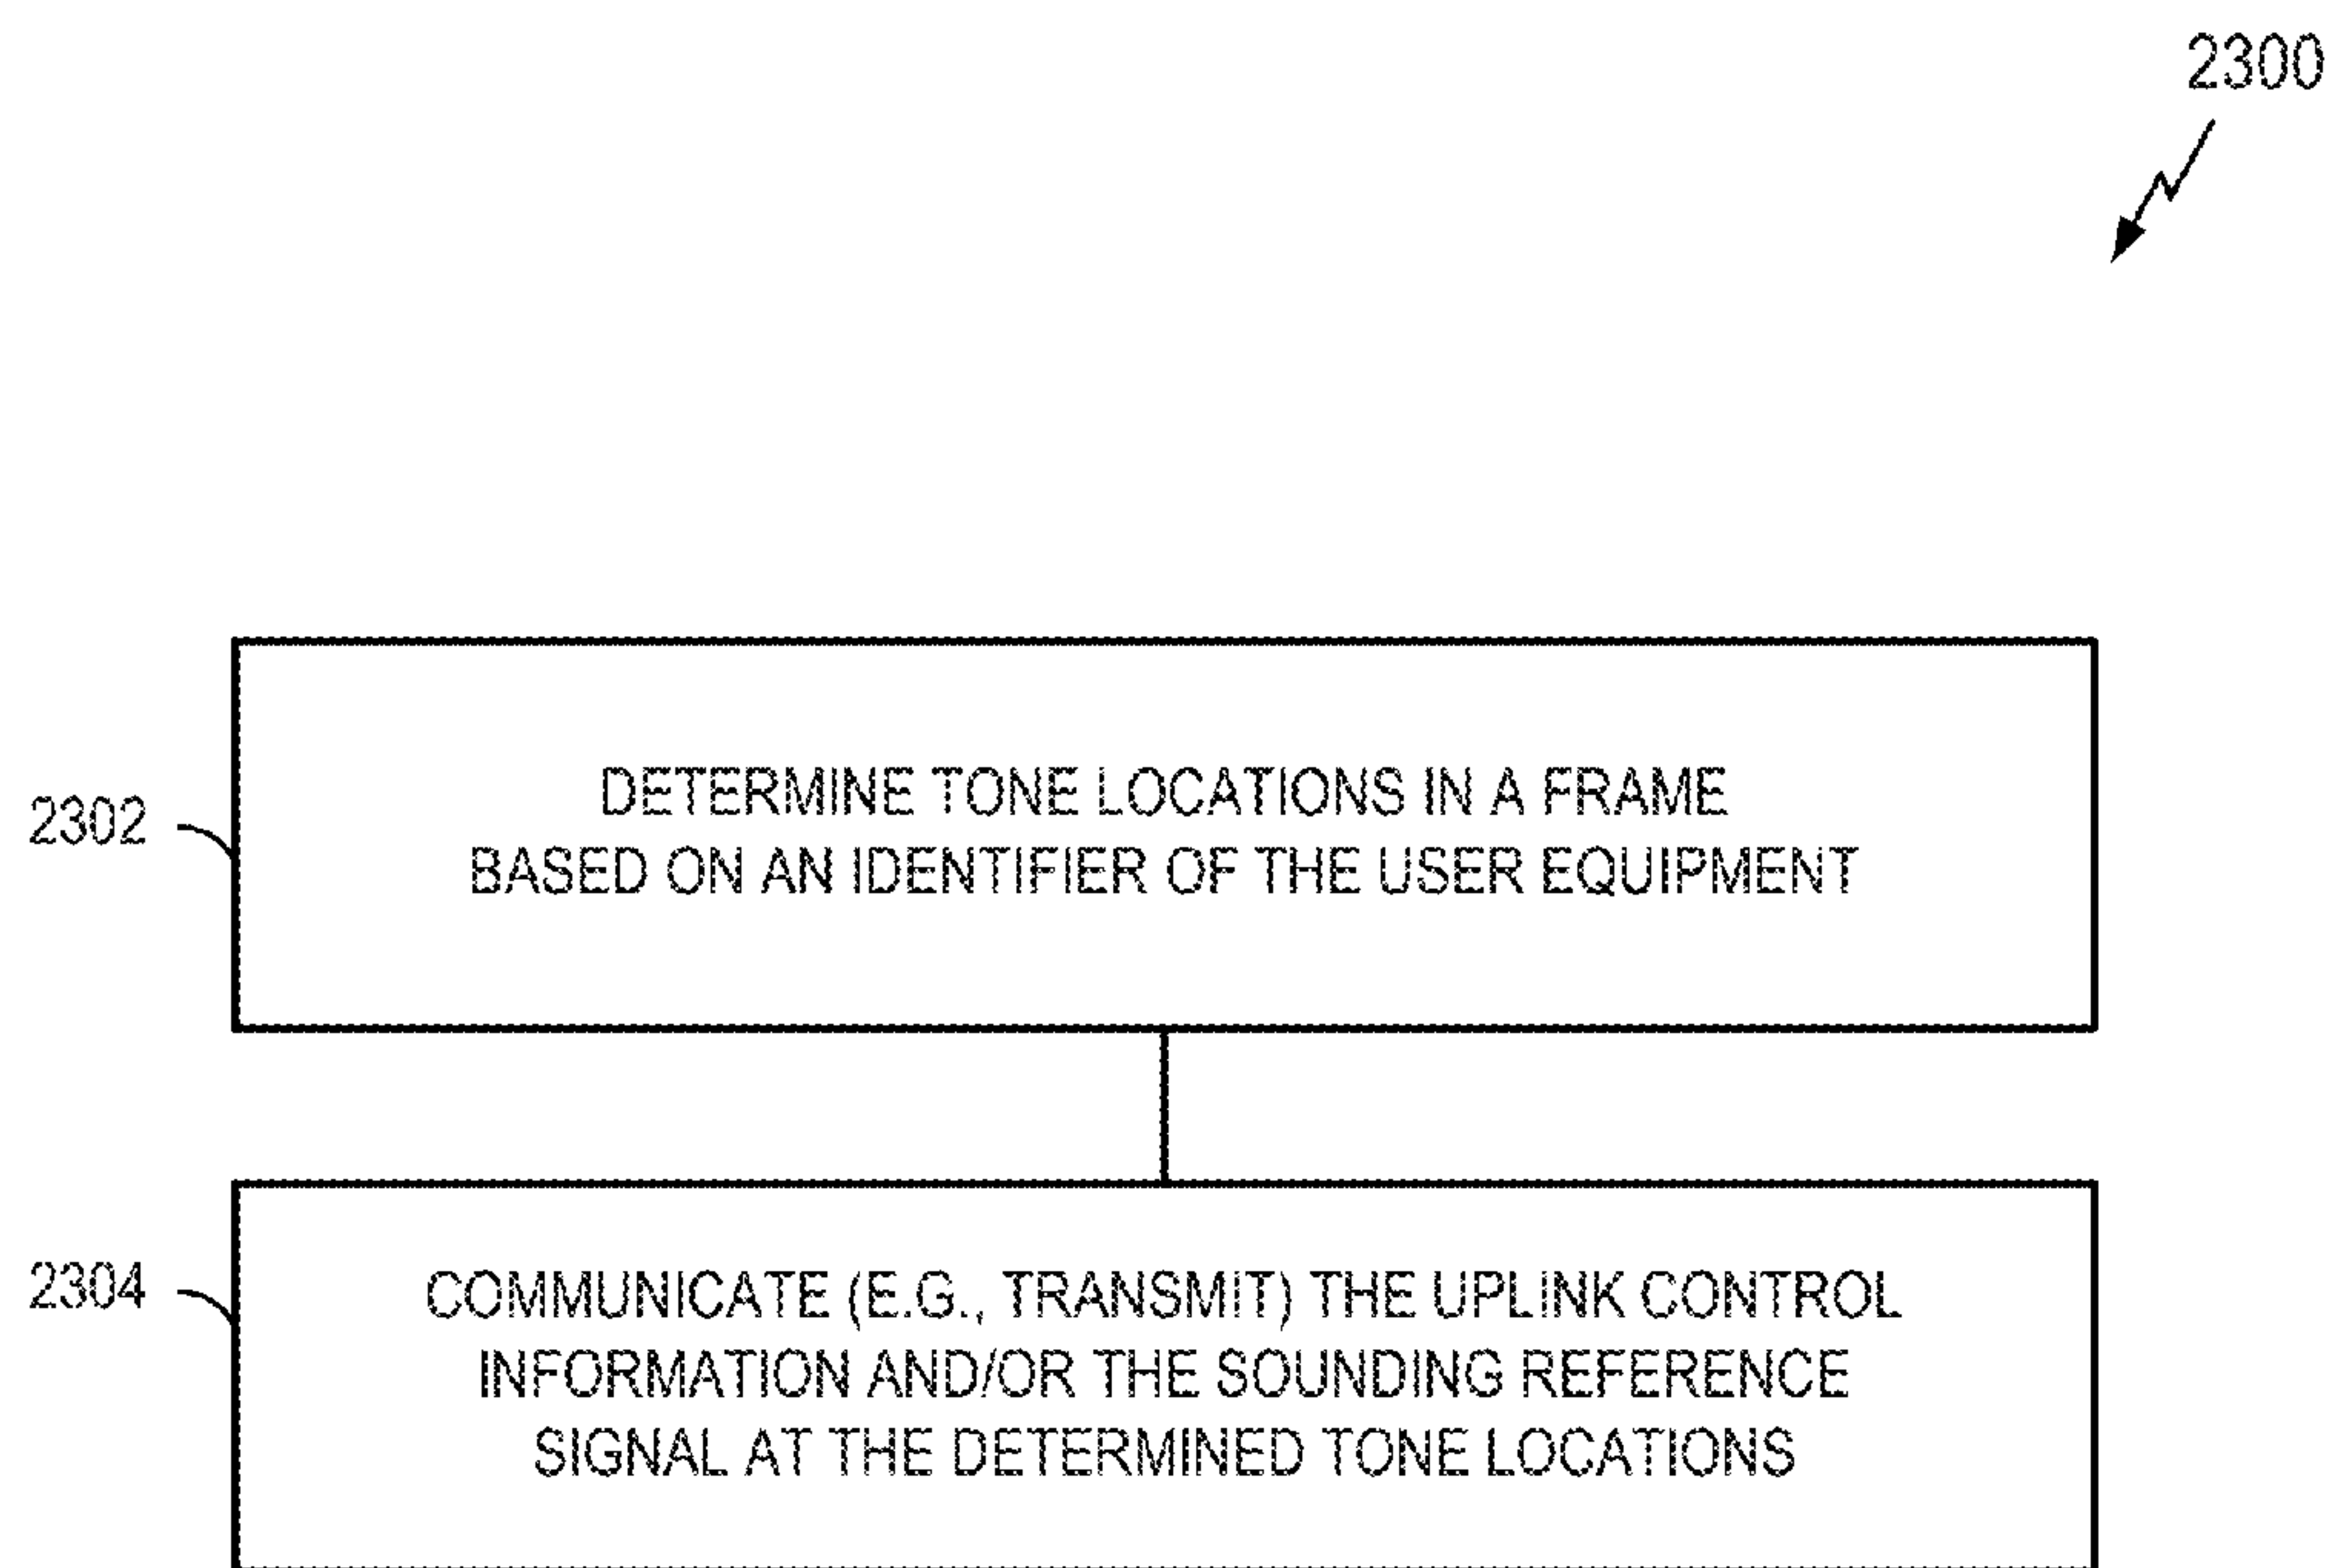 2300
2302
DETERMINE TONE LOCATIONS IN A FRAME
BASED ON AN IDENTIFIER OF THE USER EQUIPMENT
2304
COMMUNICATE (E.G., TRANSMIT) THE UPLINK CONTROL
INFORMATION AND/OR THE SOUNDING REFERENCE
SIGNAL AT THE DETERMINED TONE LOCATIONS